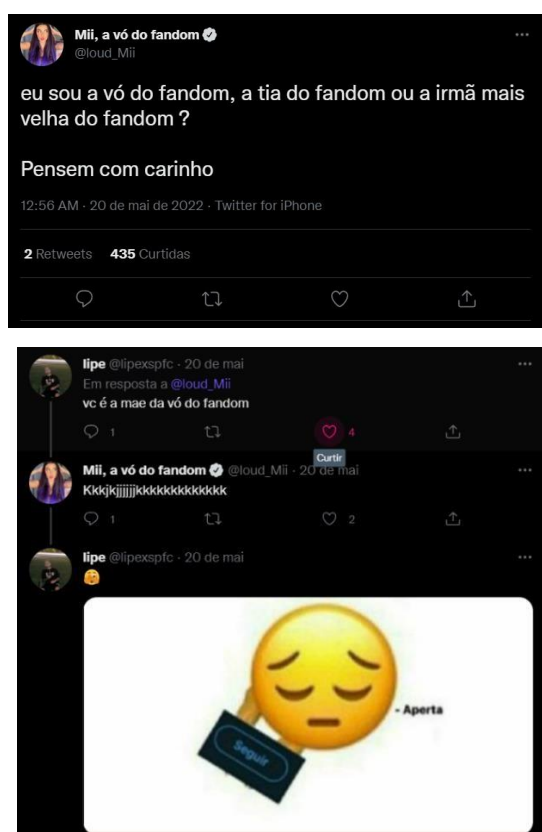 Mii, a vó do fandom
@loud_Mii
eu sou a vó do fandom, a tia do fandom ou a irmã mais
velha do fandom ?
Pensem com carinho
12:56 AM · 20 de mai de 2022 · Twitter for iPhone
2 Retweets 435 Curtidas
lipe @lipexspfc · 20 de mai
Em resposta a @loud_Mii
vc é a mae da vó do fandom
1 4
Curtir
Mii, a vó do fandom @loud_Mii · 20 de mai
Kkkjkjjjjjjkkkkkkkkkkkkk
1 2
lipe @lipexspfc · 20 de mai
- Aperta
Seguir